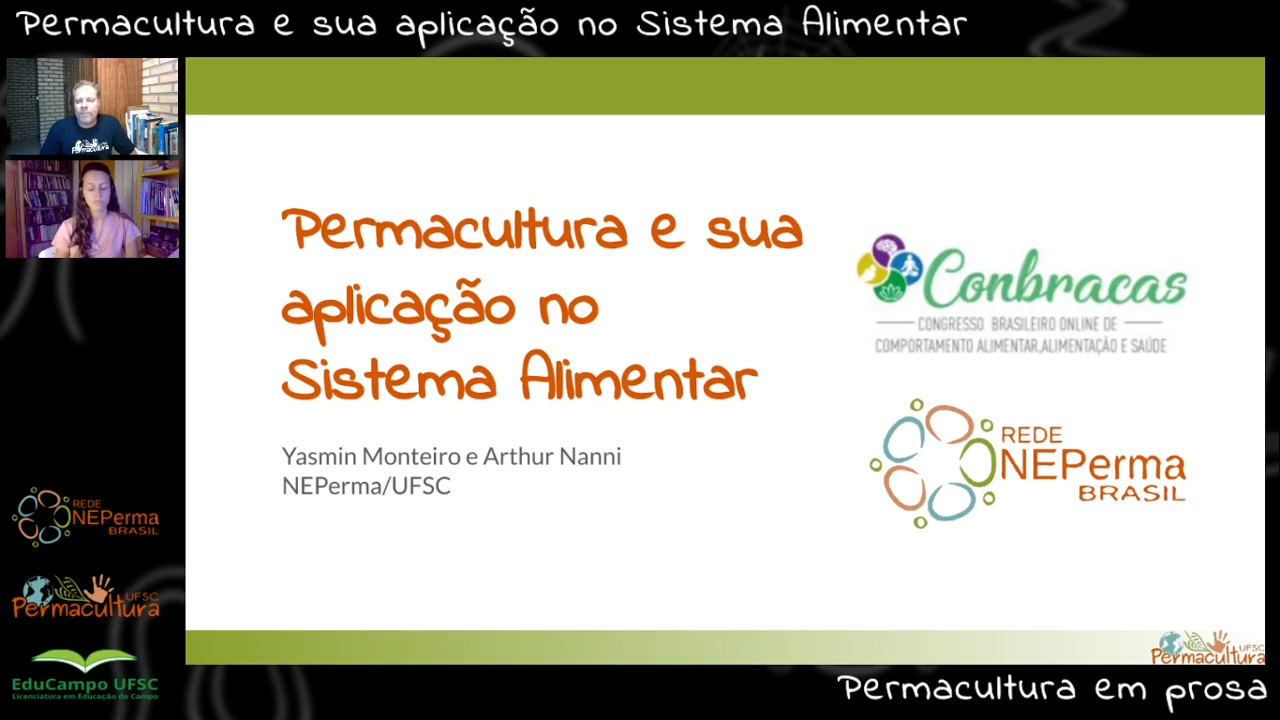 Permacultura e sua aplicação no Sistema Alimentar
Permacultura
Permacultura e sua
aplicação no
Sistema Alimentar
Yasmin Monteiro e Arthur Nanni
NEPerma/UFSC
Conbracas
CONGRESSO BRASILEIRO ONLINE DE
COMPORTAMENTO ALIMENTAR,ALIMENTAÇÃO E SAÚDE
REDE
NEPerma
BRASIL
REDE
NEPerma
BRASIL
UFSC
Permacultura
EduCampo UFSC
Licenciatura em Educação do Campo
UFSC
Permacultura
Permacultura em prosa